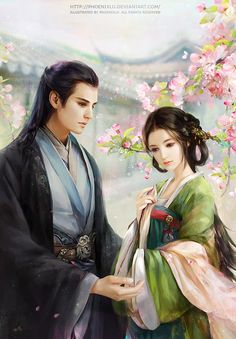 HTTP://PHOENIXLU.DEVIANTART.COM/
ILLUSTRATED BY PHOENIXLU. ALL RIGHTS RESERVED